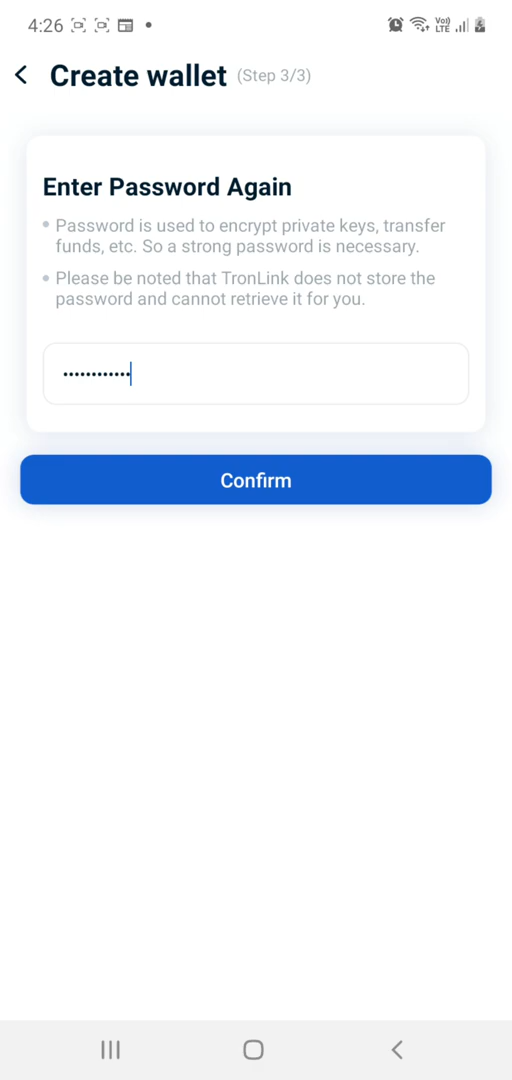 4:26
Vo))
LTE
Create wallet (Step 3/3)
Enter Password Again
Password is used to encrypt private keys, transfer
funds, etc. So a strong password is necessary.
Please be noted that TronLink does not store the
password and cannot retrieve it for you.
••••••••••••
Confirm